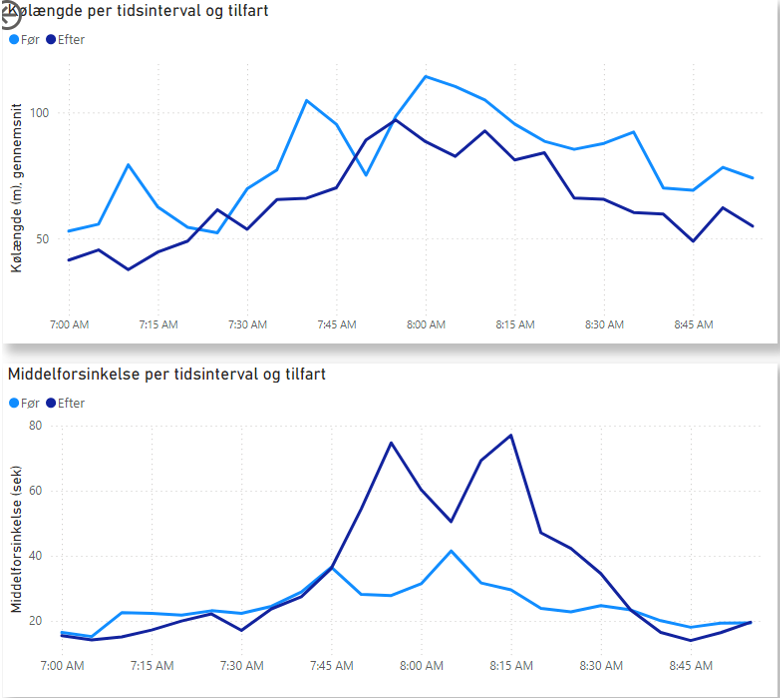 Kølængde per tidsinterval og tilfart
Før Efter
Kølængde (m), gennemsnit
100
50
7:00 AM 7:15 AM 7:30 AM 7:45 AM 8:00 AM 8:15 AM 8:30 AM 8:45 AM
Middelforsinkelse per tidsinterval og tilfart
Før Efter
Middelforsinkelse (sek)
80
60
40
20
7:00 AM 7:15 AM 7:30 AM 7:45 AM 8:00 AM 8:15 AM 8:30 AM 8:45 AM